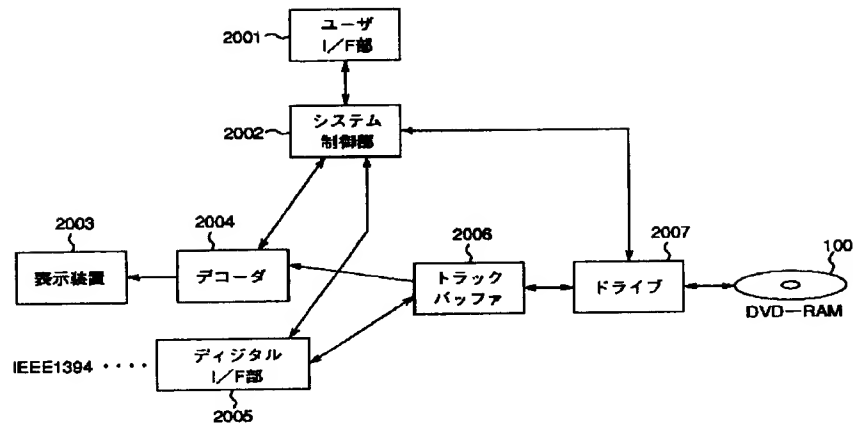 2001
ユーザ
I/F部
2002
システム
制御部
2003
2004
2006
2007
100
表示装置
デコーダ
トラック
バッファ
ドライブ
DVD-RAM
IEEE1394 ････
ディジタル
I/F部
2005